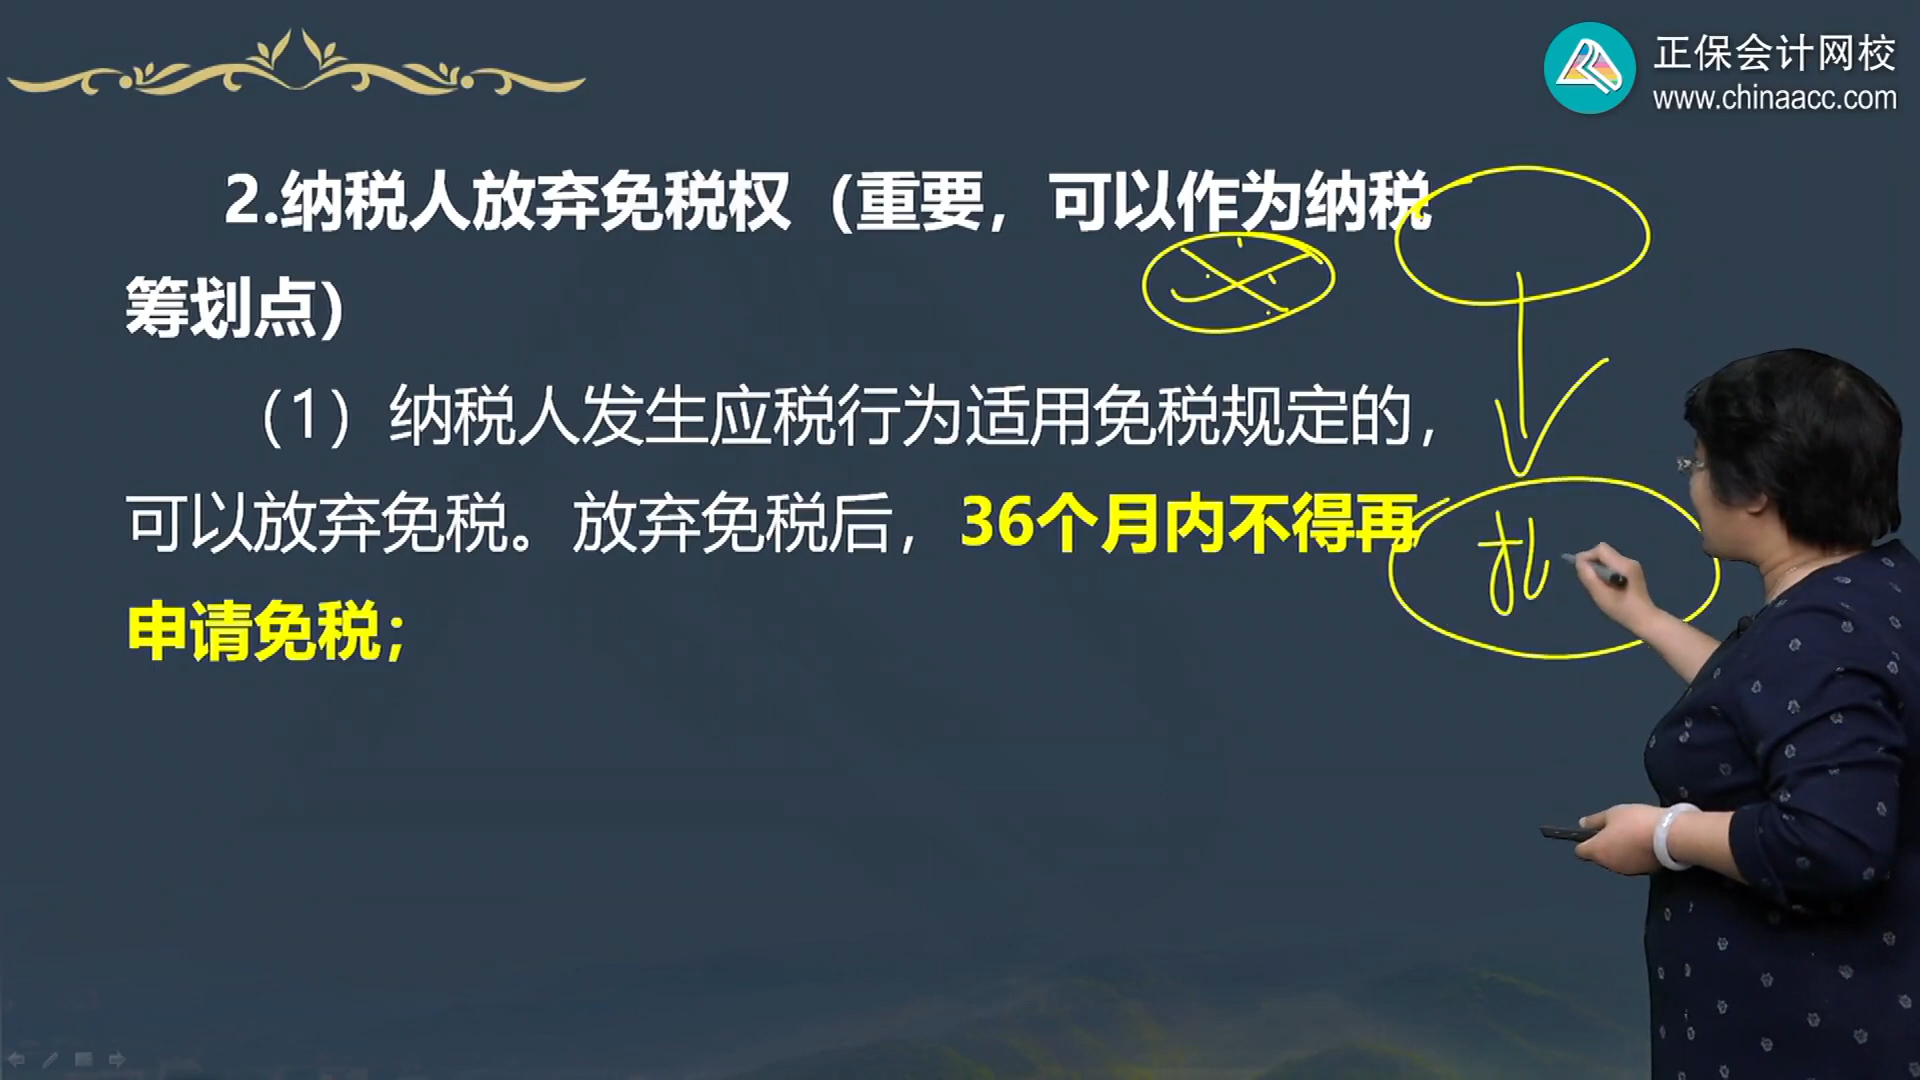 正保会计网校
www.chinaacc.com
2.纳税人放弃免税权（重要，可以作为纳税
筹划点）
（1）纳税人发生应税行为适用免税规定的，
可以放弃免税。放弃免税后，36个月内不得再
申请免税；